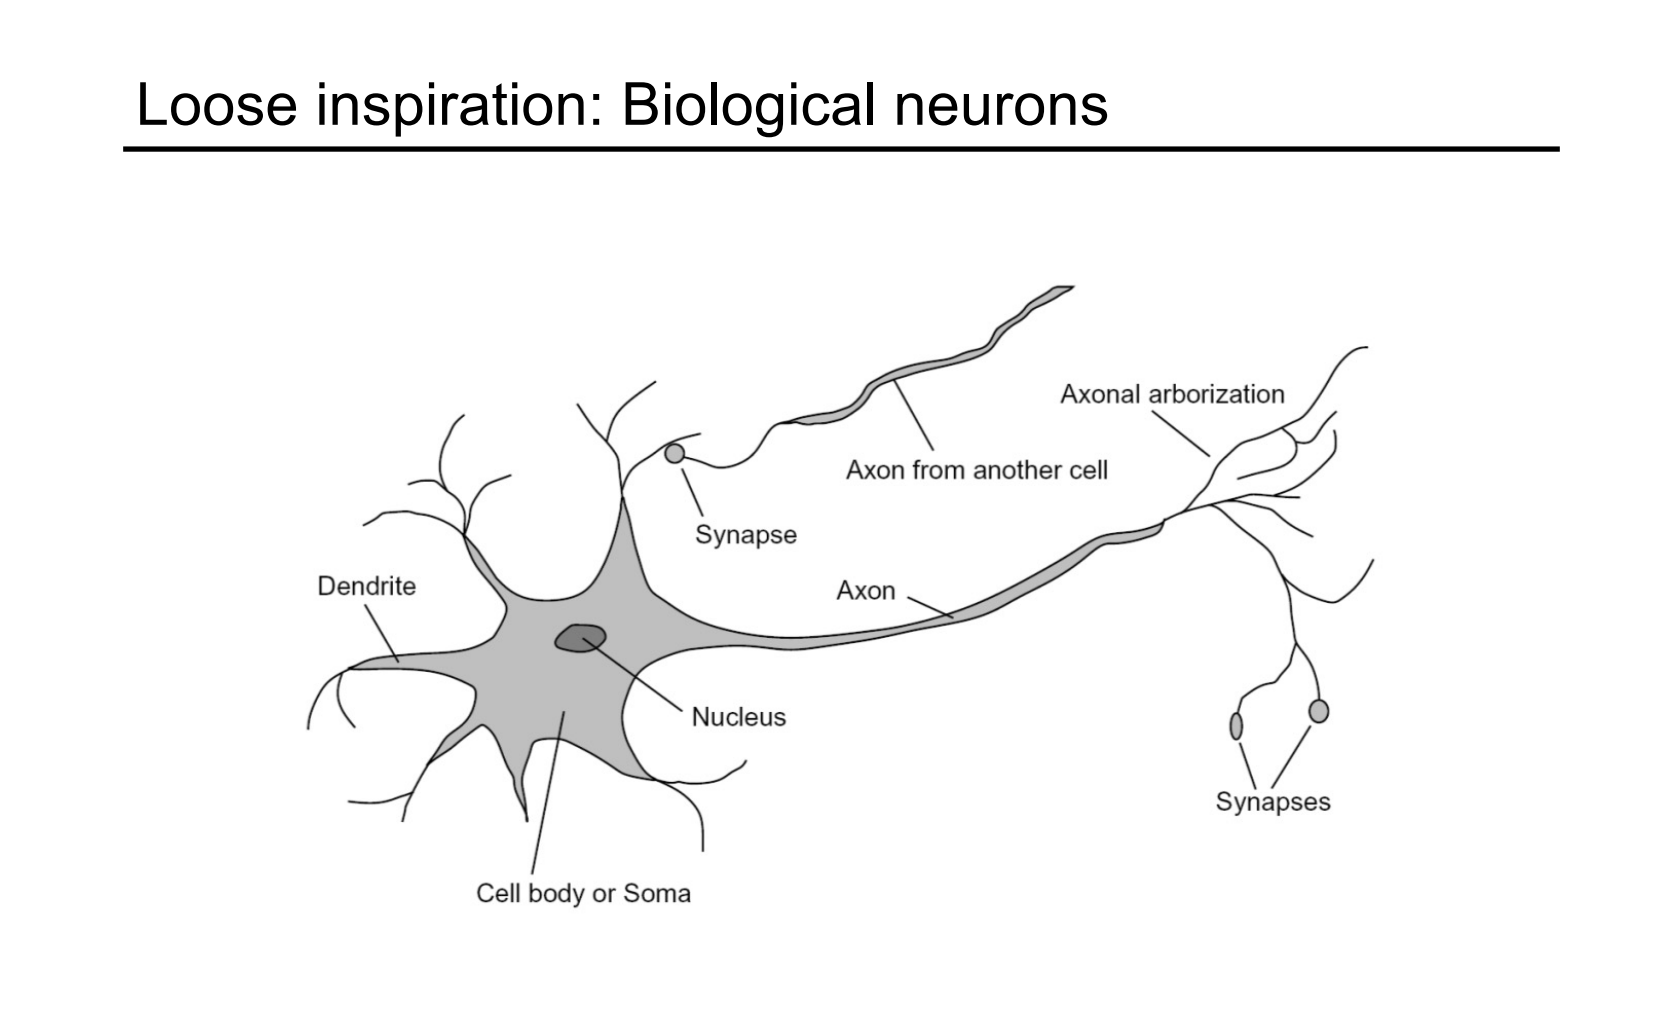 Loose inspiration: Biological neurons
Axonal arborization
Axon from another cell
Synapse
Dendrite
Axon
Nucleus
Synapses
Cell body or Soma